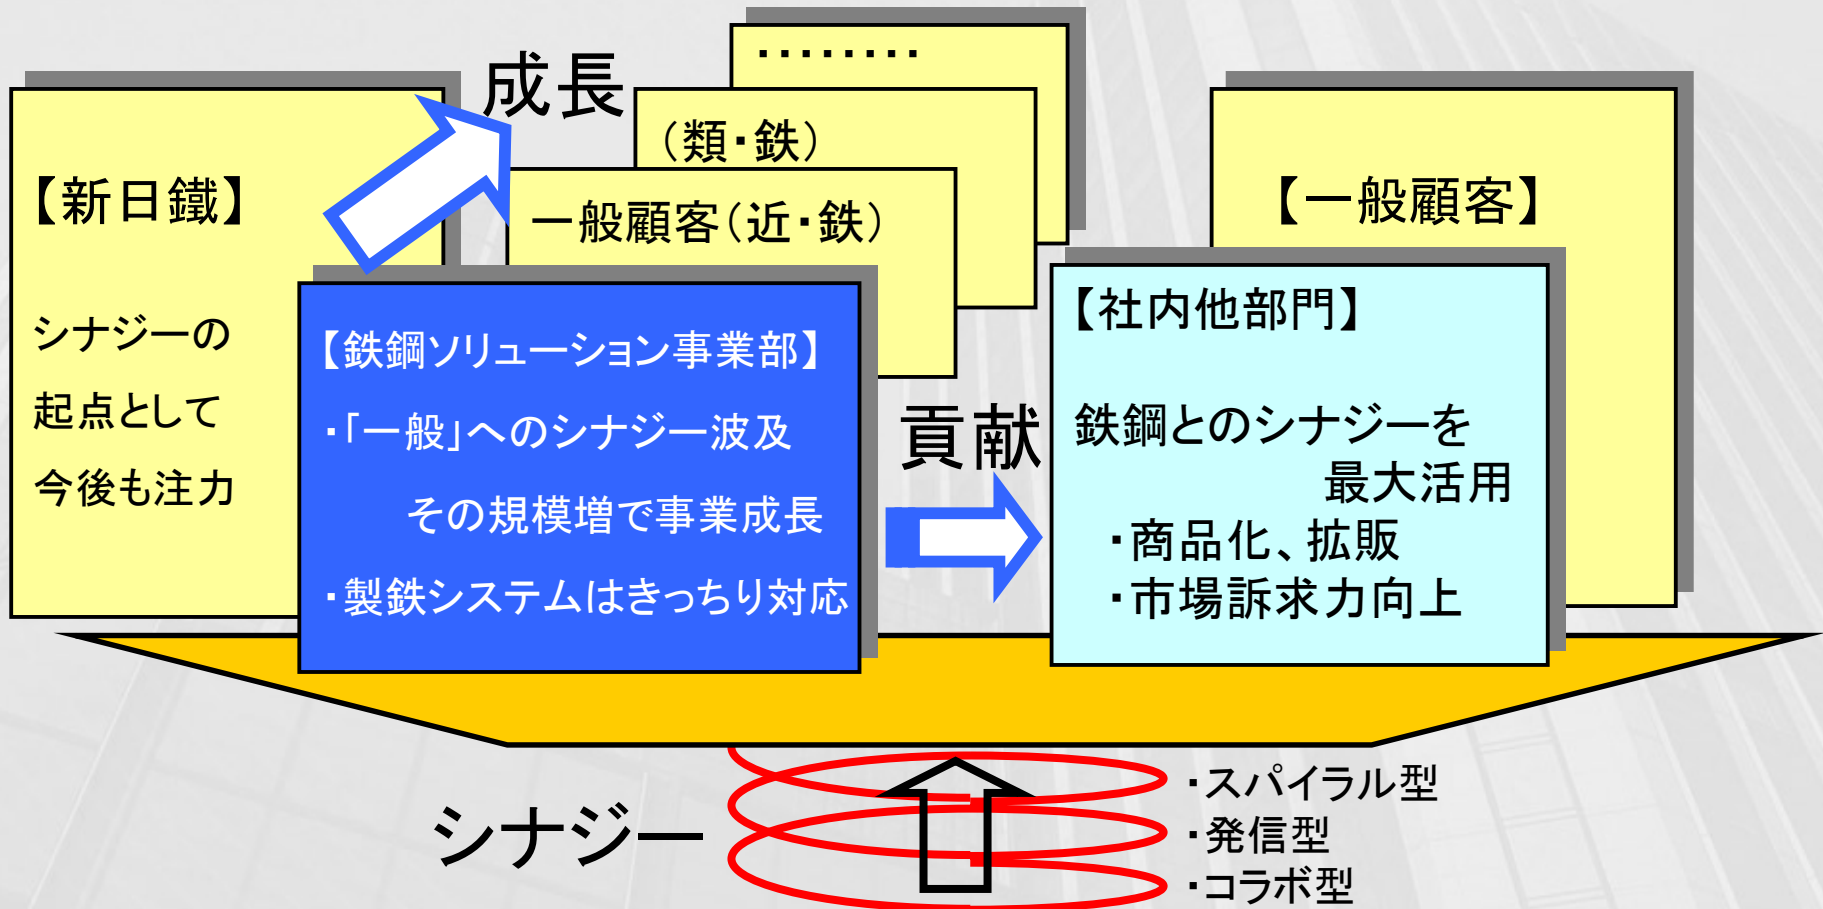 成長
・・・・・・・・
（類・鉄）
一般顧客（近・鉄）
【新日鐵】
シナジーの
起点として
今後も注力
【鉄鋼ソリューション事業部】
・「一般」へのシナジー波及
その規模増で事業成長
・製鉄システムはきっちり対応
貢献
【一般顧客】
【社内他部門】
鉄鋼とのシナジーを
最大活用
・商品化、拡販
・市場訴求力向上
シナジー
・スパイラル型
・発信型
・コラボ型